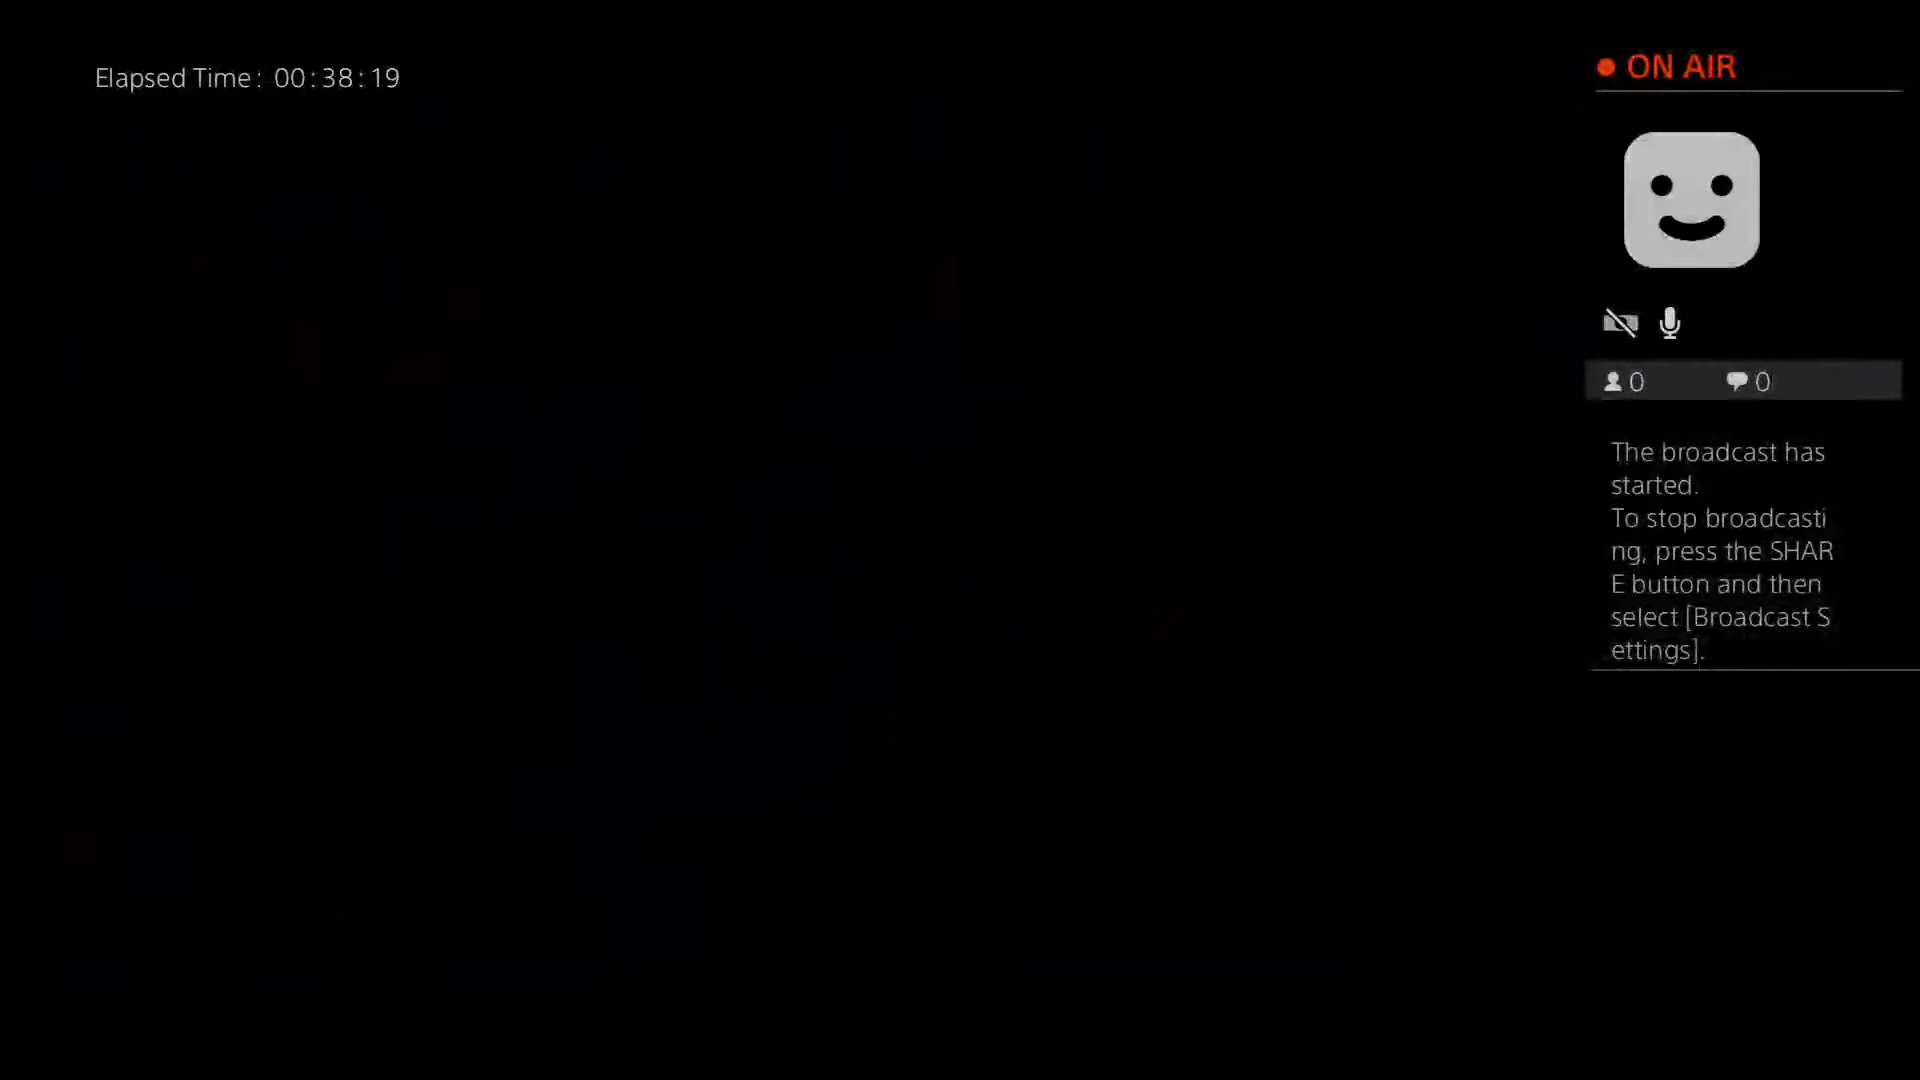 Elapsed Time: 00:38:19
ON AIR
0 0
The broadcast has
started.
To stop broadcasti
ng, press the SHAR
E button and then
select [Broadcast S
ettings].